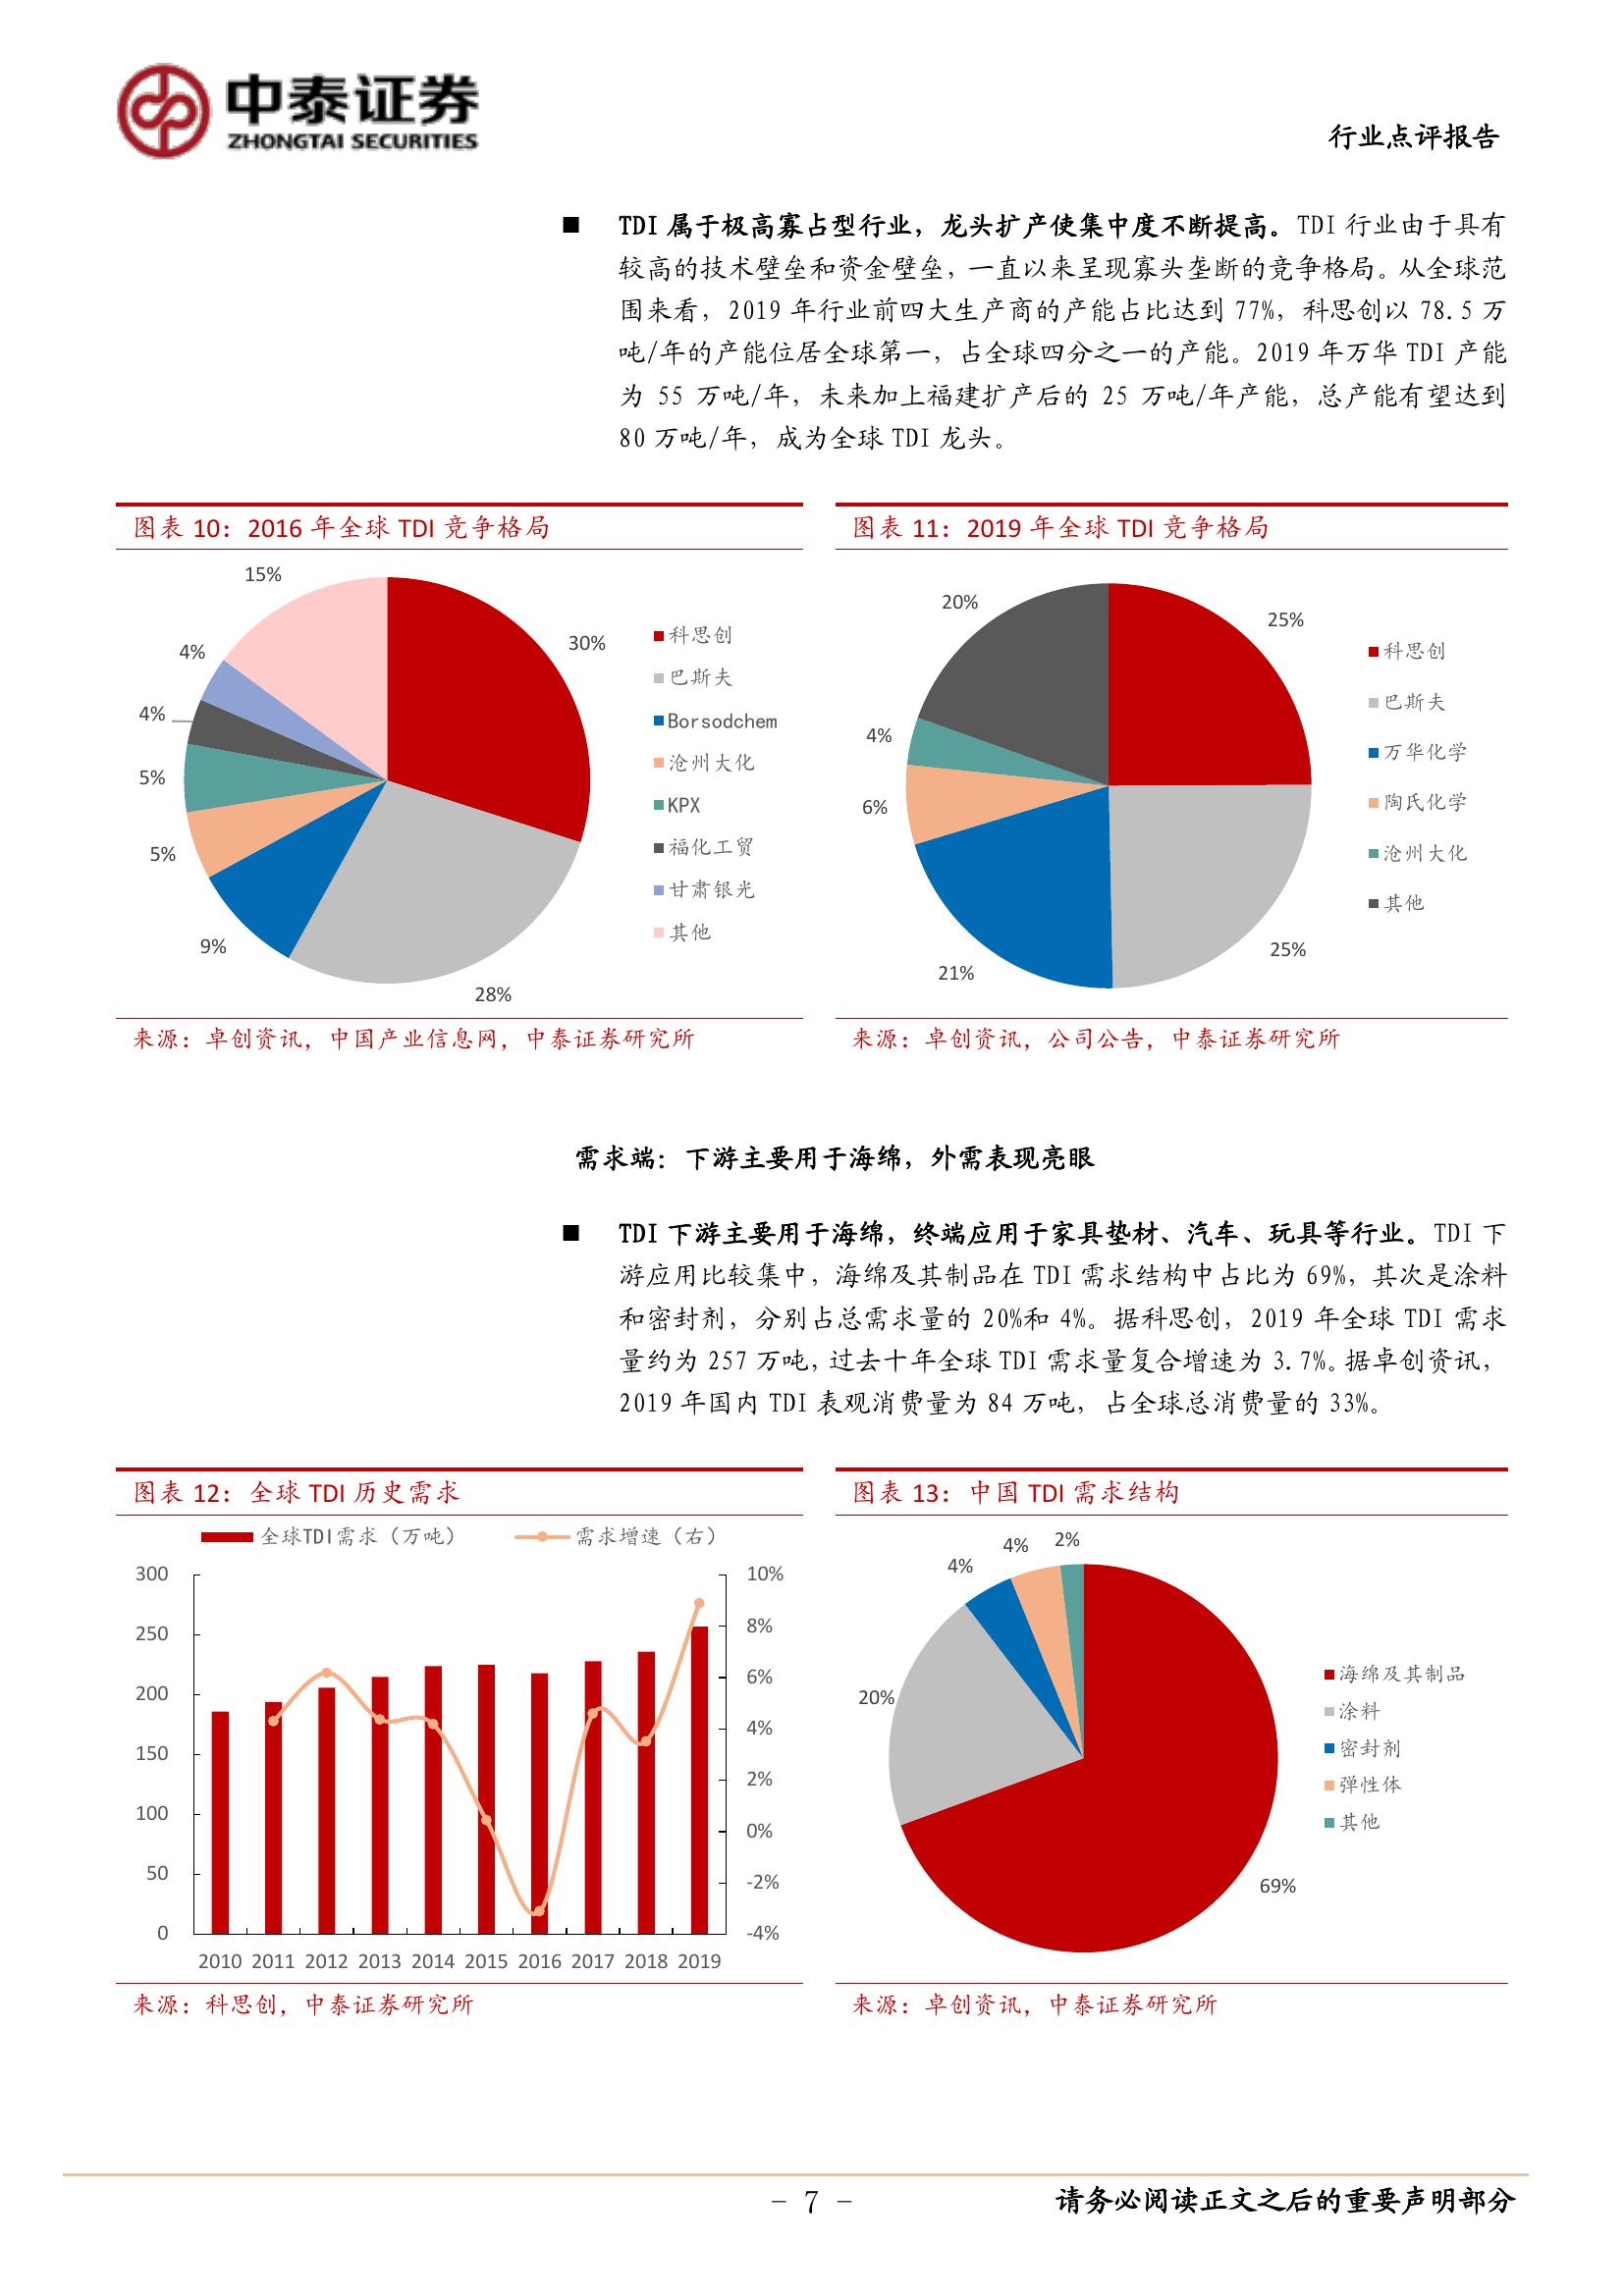 中泰证券
ZHONGTAI SECURITIES
行业点评报告
■ TDI 属于极高寡占型行业，龙头扩产使集中度不断提高。TDI 行业由于具有
较高的技术壁垒和资金壁垒，一直以来呈现寡头垄断的竞争格局。从全球范
围来看，2019 年行业前四大生产商的产能占比达到 77%，科思创以 78.5 万
吨/年的产能位居全球第一，占全球四分之一的产能。2019 年万华 TDI 产能
为 55 万吨/年，未来加上福建扩产后的 25 万吨/年产能，总产能有望达到
80 万吨/年，成为全球 TDI 龙头。
图表 10：2016 年全球 TDI 竞争格局
15%
30%
4%
4%
5%
5%
9%
28%
科思创
巴斯夫
Borsodchem
沧州大化
KPX
福化工贸
甘肃银光
其他
来源：卓创资讯，中国产业信息网，中泰证券研究所
图表 11：2019 年全球 TDI 竞争格局
20%
25%
4%
6%
21%
25%
科思创
巴斯夫
万华化学
陶氏化学
沧州大化
其他
来源：卓创资讯，公司公告，中泰证券研究所
需求端：下游主要用于海绵，外需表现亮眼
■ TDI 下游主要用于海绵，终端应用于家具垫材、汽车、玩具等行业。TDI 下
游应用比较集中，海绵及其制品在 TDI 需求结构中占比为 69%，其次是涂料
和密封剂，分别占总需求量的 20%和 4%。据科思创，2019 年全球 TDI 需求
量约为 257 万吨，过去十年全球 TDI 需求量复合增速为 3.7%。据卓创资讯，
2019 年国内 TDI 表观消费量为 84 万吨，占全球总消费量的 33%。
图表 12：全球 TDI 历史需求
全球TDI需求（万吨） 需求增速（右）
300 10%
250 8%
200 6%
150 4%
100 2%
50 0%
0 -2%
-4%
2010 2011 2012 2013 2014 2015 2016 2017 2018 2019
来源：科思创，中泰证券研究所
图表 13：中国 TDI 需求结构
4% 4% 2%
20%
69%
海绵及其制品
涂料
密封剂
弹性体
其他
来源：卓创资讯，中泰证券研究所
- 7 -
请务必阅读正文之后的重要声明部分